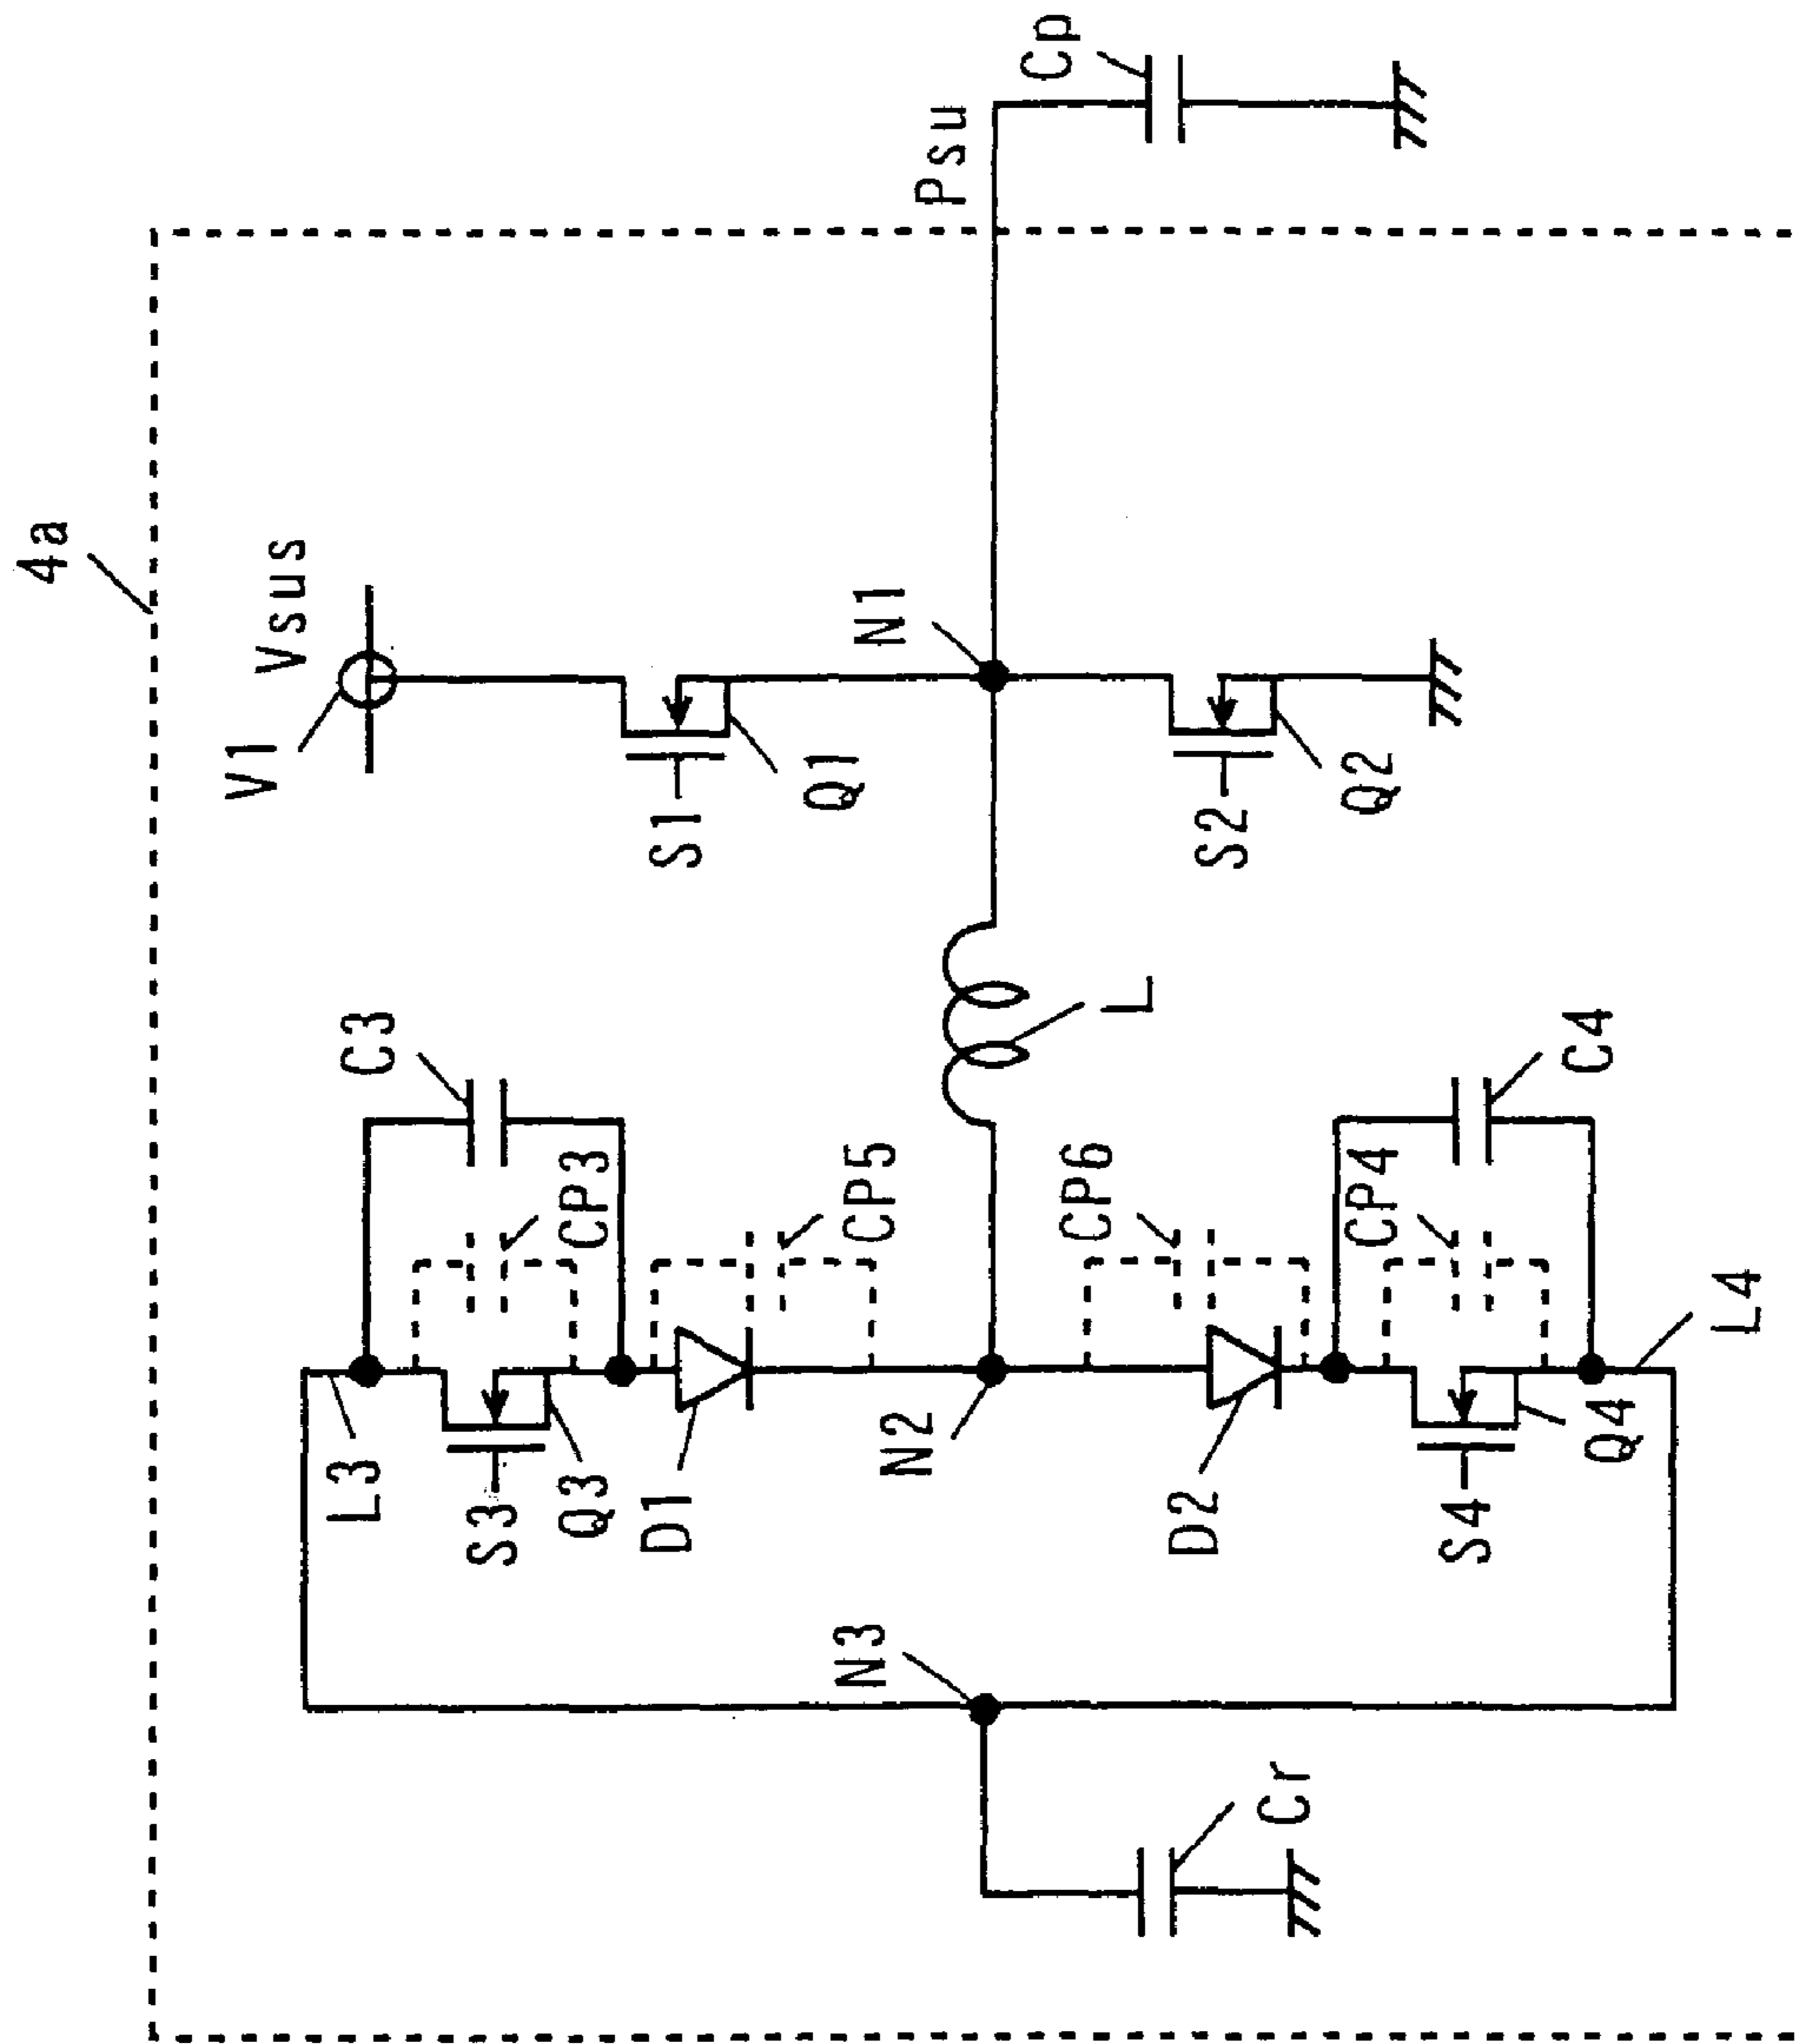 4a
V1
Vsus
S1
Q1
N1
Psu
Cp
S2
Q2
L
C3
CP3
L3
S3
Q3
D1
CP5
N2
CP6
D2
C4
CP4
S4
Q4
L4
N3
Cr